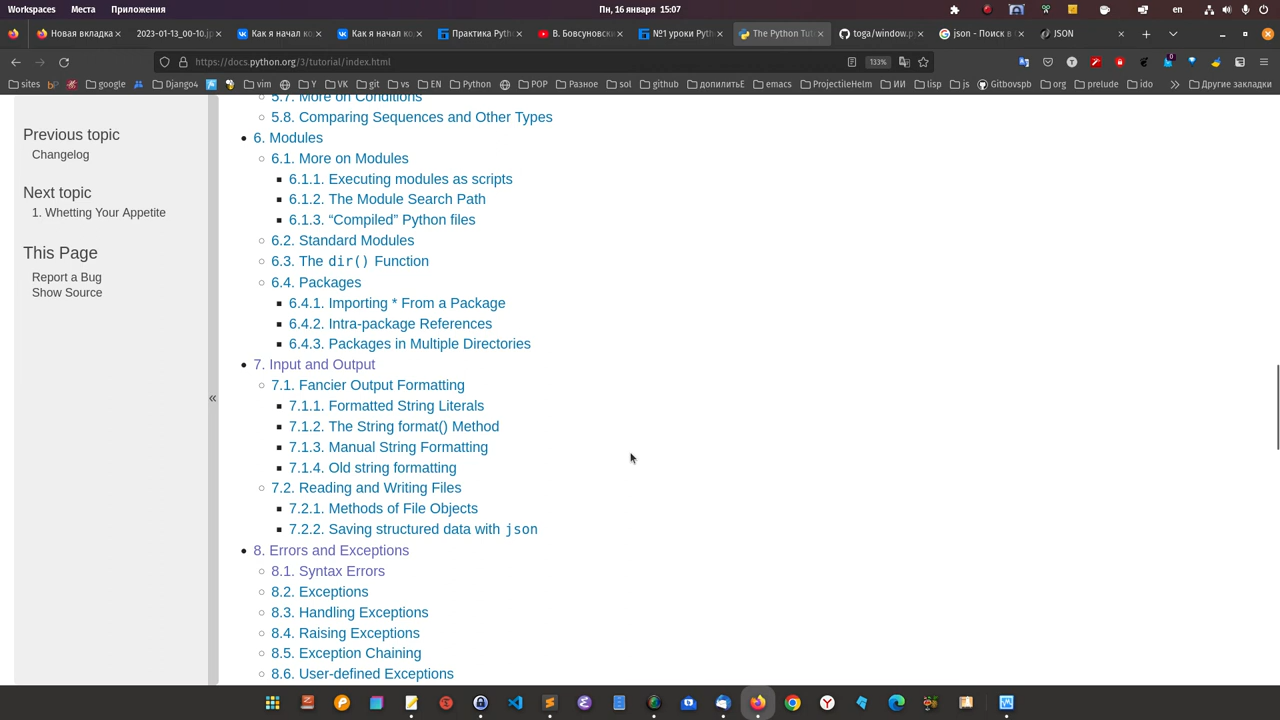 Workspaces Места Приложения Пн, 16 января 15:07 en
Новая вкладка 2023-01-13_00-10.jp Как я начал ко Как я начал ко Практика Pyth В. Бовсуновски №1 уроки Pytho The Python Tuto toga/window.p json - Поиск в JSON
https://docs.python.org/3/tutorial/index.html 133%
sites google Django4 vim Y VK git vs EN Python POP Разное sol github допилитьЕ emacs ProjectileHelm ИИ lisp js Gitbovspb org prelude ido Другие закладки
Previous topic
Changelog
Next topic
1. Whetting Your Appetite
This Page
Report a Bug
Show Source
«
5.7. More on Conditions
5.8. Comparing Sequences and Other Types
6. Modules
6.1. More on Modules
6.1.1. Executing modules as scripts
6.1.2. The Module Search Path
6.1.3. “Compiled” Python files
6.2. Standard Modules
6.3. The dir() Function
6.4. Packages
6.4.1. Importing * From a Package
6.4.2. Intra-package References
6.4.3. Packages in Multiple Directories
7. Input and Output
7.1. Fancier Output Formatting
7.1.1. Formatted String Literals
7.1.2. The String format() Method
7.1.3. Manual String Formatting
7.1.4. Old string formatting
7.2. Reading and Writing Files
7.2.1. Methods of File Objects
7.2.2. Saving structured data with json
8. Errors and Exceptions
8.1. Syntax Errors
8.2. Exceptions
8.3. Handling Exceptions
8.4. Raising Exceptions
8.5. Exception Chaining
8.6. User-defined Exceptions